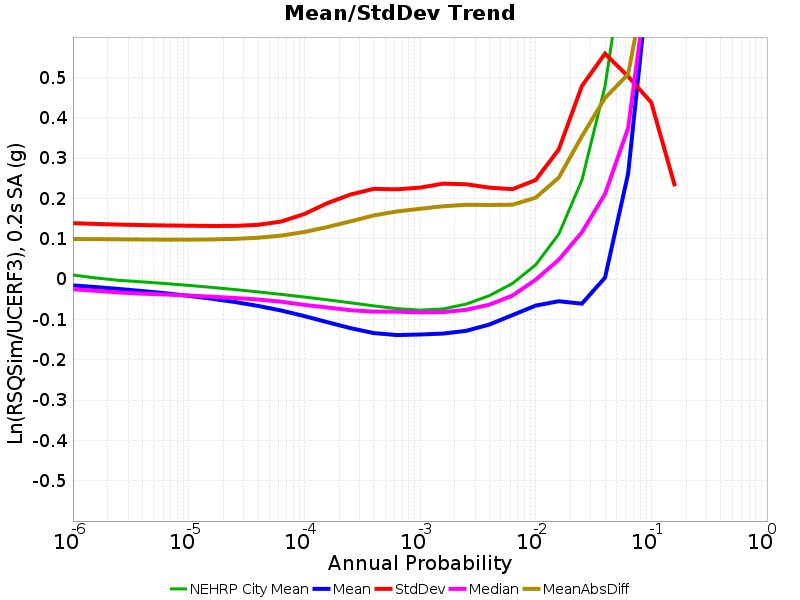 Mean/StdDev Trend
Ln(RSQSim/UCERF3), 0.2s SA (g)
0.5
0.4
0.3
0.2
0.1
0
-0.1
-0.2
-0.3
-0.4
-0.5
10^-6 10^-5 10^-4 10^-3 10^-2 10^-1 10^0
Annual Probability
NEHRP City Mean Mean StdDev Median MeanAbsDiff